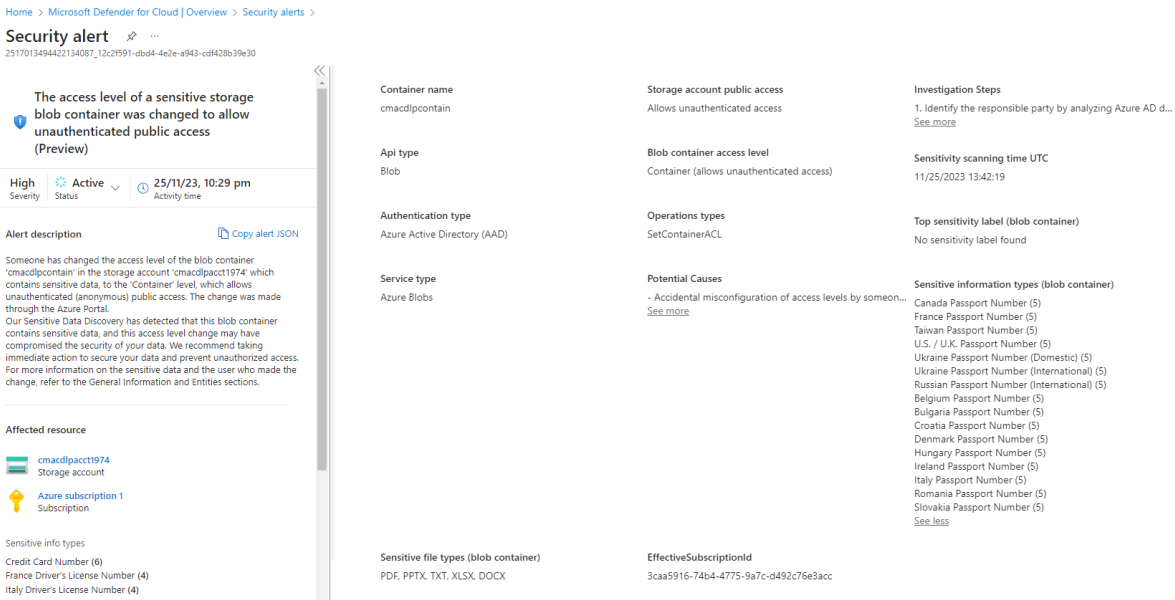 Home > Microsoft Defender for Cloud | Overview > Security alerts >
Security alert
2517013494422134087_12c2f591-dbd4-4e2e-a943-cdf428b39e30
The access level of a sensitive storage
blob container was changed to allow
unauthenticated public access
(Preview)
High
Severity
Active
Status
25/11/23, 10:29 pm
Activity time
Alert description
Copy alert JSON
Someone has changed the access level of the blob container
'cmacdlpcontain' in the storage account 'cmacdlpacct1974' which
contains sensitive data, to the 'Container' level, which allows
unauthenticated (anonymous) public access. The change was made
through the Azure Portal.
Our Sensitive Data Discovery has detected that this blob container
contains sensitive data, and this access level change may have
compromised the security of your data. We recommend taking
immediate action to secure your data and prevent unauthorized access.
For more information on the sensitive data and the user who made the
change, refer to the General Information and Entities sections.
Affected resource
cmacdlpacct1974
Storage account
Azure subscription 1
Subscription
Sensitive info types
Credit Card Number (6)
France Driver's License Number (4)
Italy Driver's License Number (4)
Container name
cmacdlpcontain
Api type
Blob
Authentication type
Azure Active Directory (AAD)
Service type
Azure Blobs
Sensitive file types (blob container)
PDF, PPTX, TXT, XLSX, DOCX
Storage account public access
Allows unauthenticated access
Blob container access level
Container (allows unauthenticated access)
Operations types
SetContainerACL
Potential Causes
- Accidental misconfiguration of access levels by someon...
See more
EffectiveSubscriptionId
3caa5916-74b4-4775-9a7c-d492c76e3acc
Investigation Steps
1. Identify the responsible party by analyzing Azure AD d...
See more
Sensitivity scanning time UTC
11/25/2023 13:42:19
Top sensitivity label (blob container)
No sensitivity label found
Sensitive information types (blob container)
Canada Passport Number (5)
France Passport Number (5)
Taiwan Passport Number (5)
U.S. / U.K. Passport Number (5)
Ukraine Passport Number (Domestic) (5)
Ukraine Passport Number (International) (5)
Russian Passport Number (International) (5)
Belgium Passport Number (5)
Bulgaria Passport Number (5)
Croatia Passport Number (5)
Denmark Passport Number (5)
Hungary Passport Number (5)
Ireland Passport Number (5)
Italy Passport Number (5)
Romania Passport Number (5)
Slovakia Passport Number (5)
See less